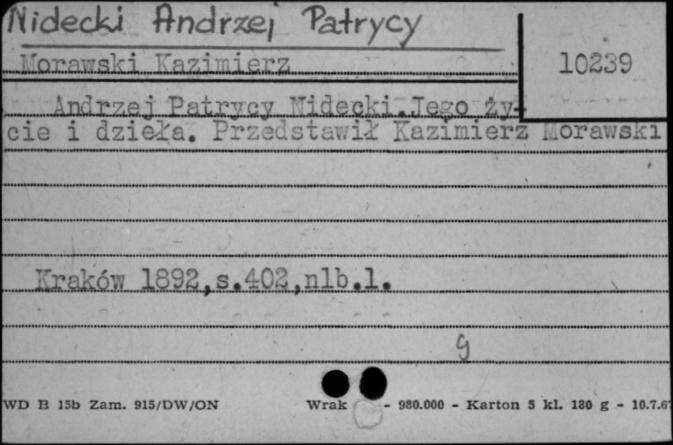 Nidecki Andrzej Patrycy
Morawski Kazimierz
10239
Andrzej Patrycy Nidecki.Jego ży-
cie i dzieła. Przedstawił Kazimierz Morawski
Kraków 1892,s.402,nlb.1.
g
WD B 15b Zam. 915/DW/ON Wrak - 980.000 - Karton 5 kl. 180 g - 10.7.6